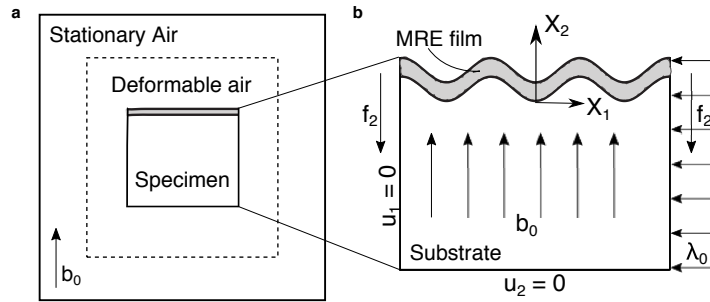 a
Stationary Air
Deformable air
Specimen
b₀
b
X₂
MRE film
X₁
f₂
f₂
u₁ = 0
b₀
Substrate
λ₀
u₂ = 0